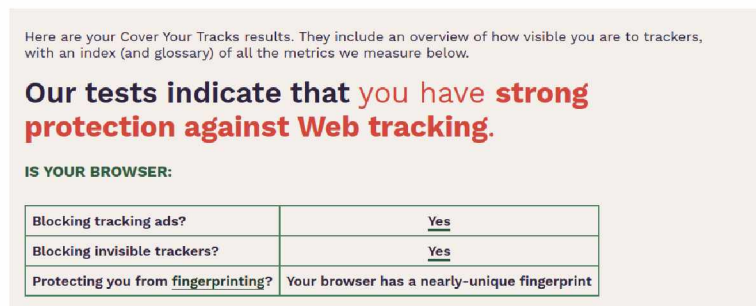 Here are your Cover Your Tracks results. They include an overview of how visible you are to trackers,
with an index (and glossary) of all the metrics we measure below.
Our tests indicate that you have strong
protection against Web tracking.
IS YOUR BROWSER:
Blocking tracking ads? Yes
Blocking invisible trackers? Yes
Protecting you from fingerprinting? Your browser has a nearly-unique fingerprint